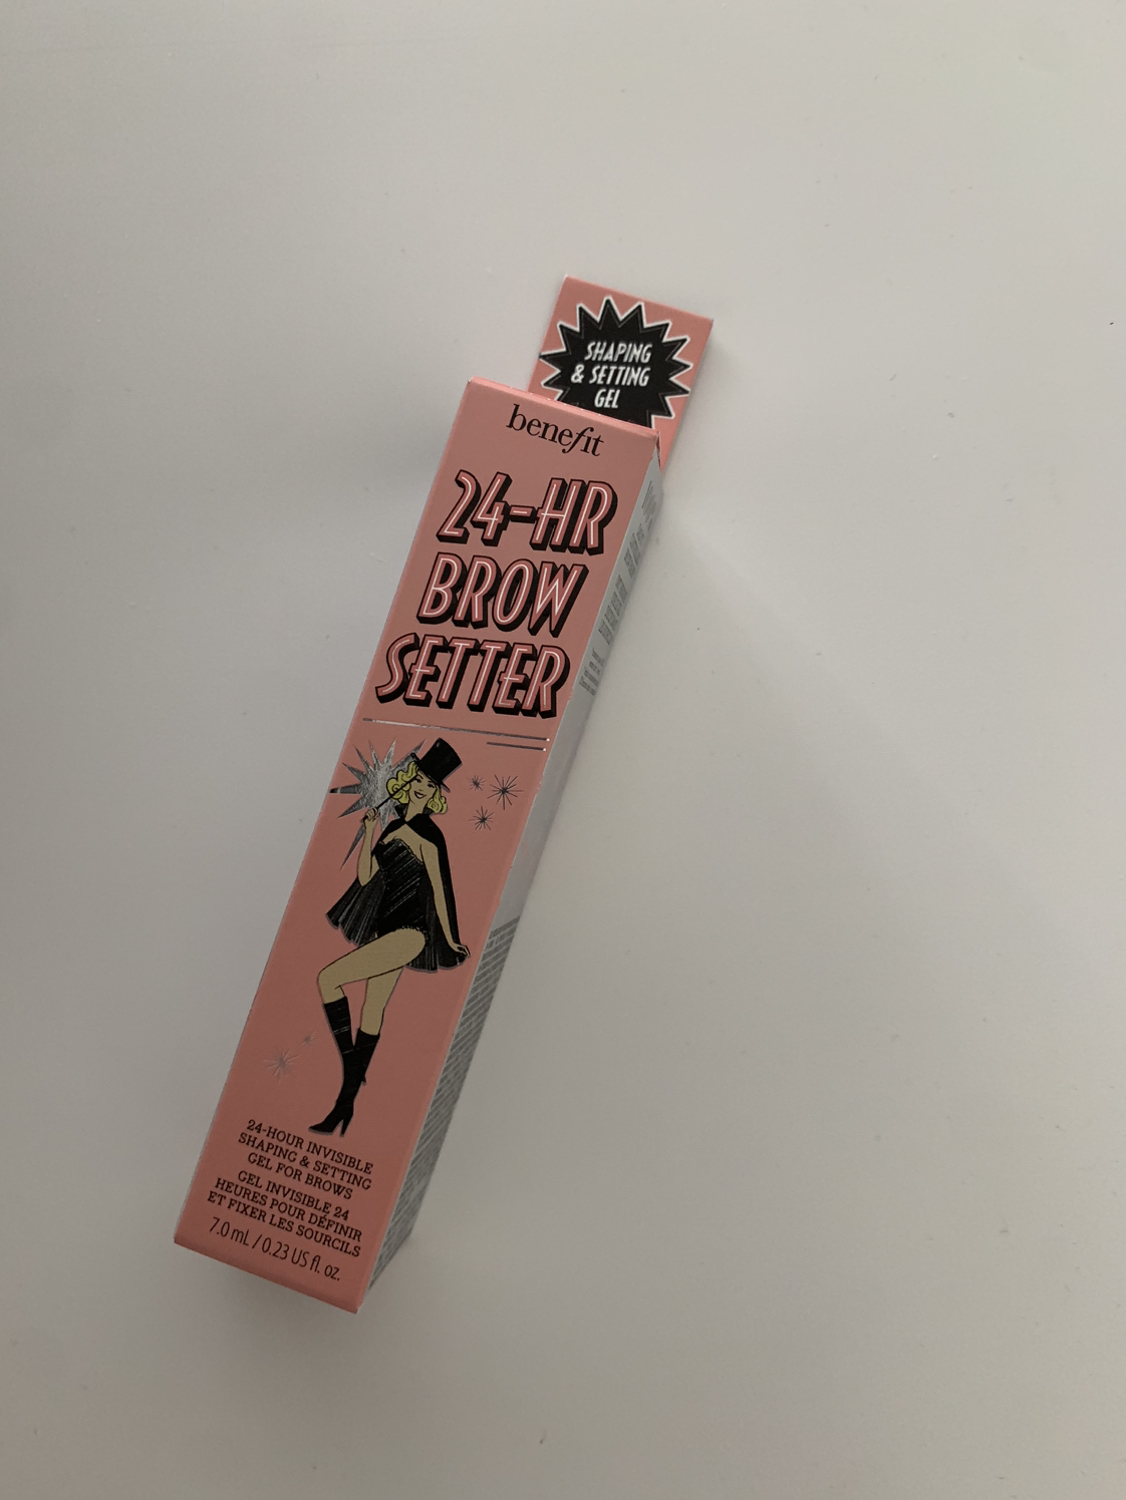 SHAPING
& SETTING
GEL
benefit
24-HR
BROW
SETTER
24-HOUR INVISIBLE
SHAPING & SETTING
GEL FOR BROWS
GEL INVISIBLE 24
HEURES POUR DÉFINIR
ET FIXER LES SOURCILS
7.0 mL / 0.23 US fl. oz.